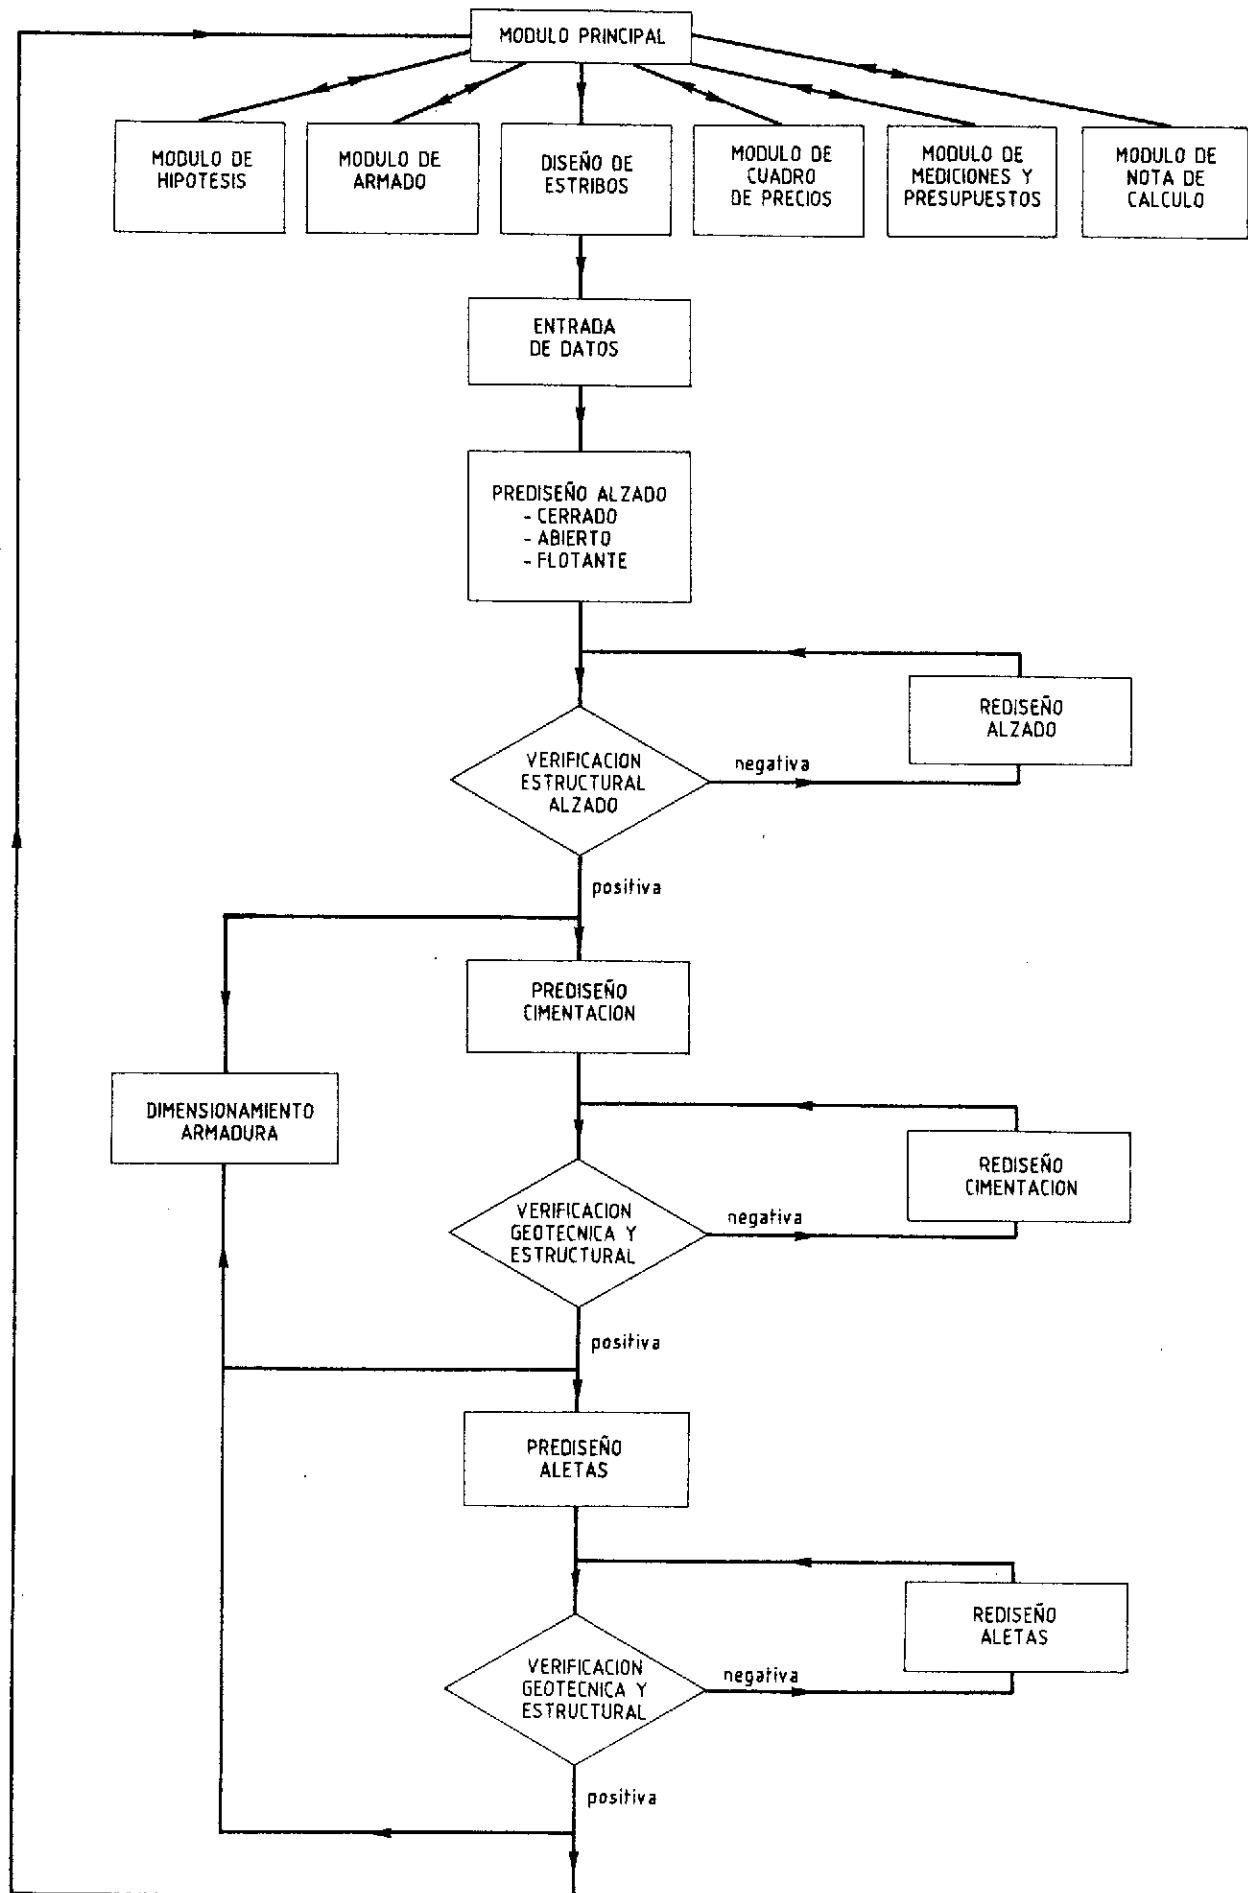 MODULO PRINCIPAL
MODULO DE
HIPOTESIS
MODULO DE
ARMADO
DISEÑO DE
ESTRIBOS
MODULO DE
CUADRO
DE PRECIOS
MODULO DE
MEDICIONES Y
PRESUPUESTOS
MODULO DE
NOTA DE
CALCULO
ENTRADA
DE DATOS
PREDISEÑO ALZADO
- CERRADO
- ABIERTO
- FLOTANTE
REDISEÑO
ALZADO
VERIFICACION
ESTRUCTURAL
ALZADO
negativa
positiva
PREDISEÑO
CIMENTACION
DIMENSIONAMIENTO
ARMADURA
REDISEÑO
CIMENTACION
VERIFICACION
GEOTECNICA Y
ESTRUCTURAL
negativa
positiva
PREDISEÑO
ALETAS
REDISEÑO
ALETAS
VERIFICACION
GEOTECNICA Y
ESTRUCTURAL
negativa
positiva